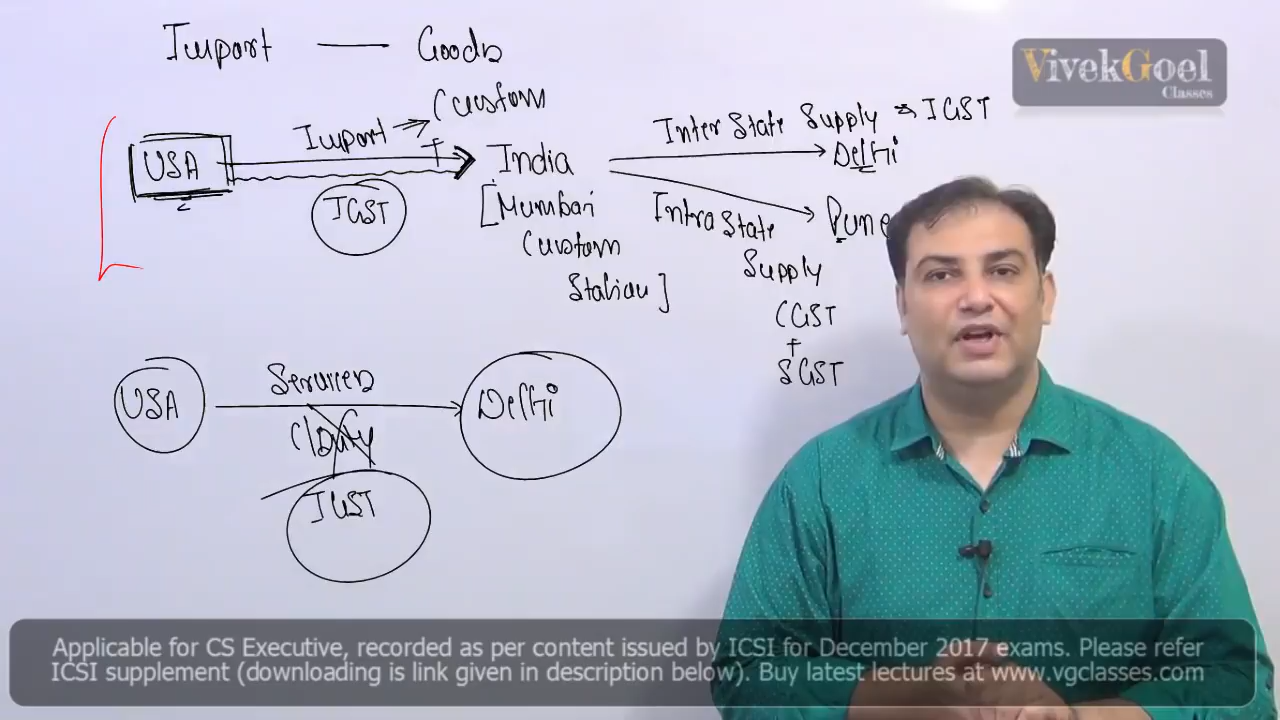 Import — Goods
VivekGoel
Classes
Custom
Import
+
USA
IGST
India
[Mumbai
Custom
Station]
Inter State Supply → IGST
Delhi
Intra State
Supply
Pune
CGST
+
SGST
USA
Services
C/Duty
IGST
Delhi
Applicable for CS Executive, recorded as per content issued by ICSI for December 2017 exams. Please refer
ICSI supplement (downloading is link given in description below). Buy latest lectures at www.vgclasses.com